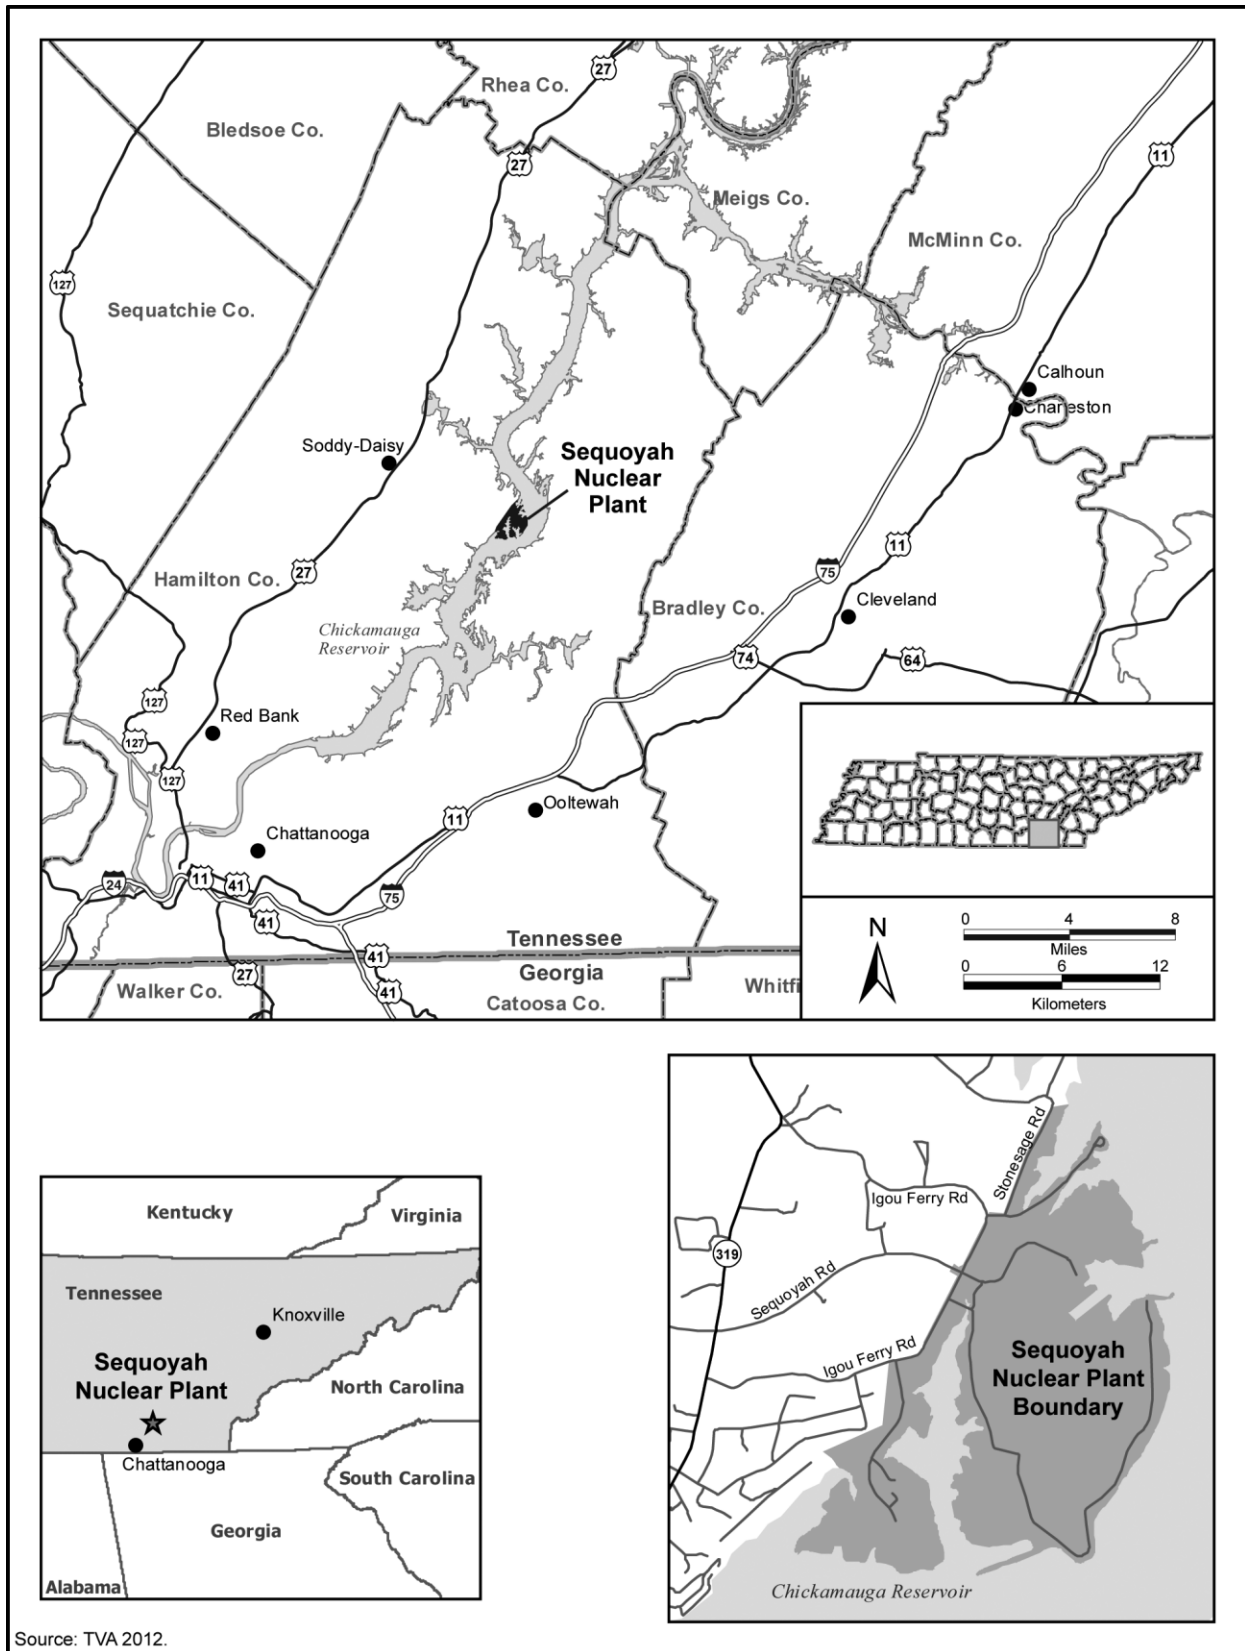 Rhea Co.
27
Bledsoe Co.
27
11
Meigs Co.
McMinn Co.
127
Sequatchie Co.
Calhoun
Charleston
Soddy-Daisy
Sequoyah
Nuclear
Plant
27
11
75
Hamilton Co.
Bradley Co.
Cleveland
Chickamauga
Reservoir
74
64
127
Red Bank
127
127
Ooltewah
11
Chattanooga
24
11
41
75
41
Tennessee
41
Georgia
27
41
Walker Co.
Catoosa Co.
Whitfi
N
0 4 8
Miles
0 6 12
Kilometers
Kentucky
Virginia
Tennessee
Knoxville
Sequoyah
Nuclear Plant
North Carolina
Chattanooga
South Carolina
Georgia
Alabama
Stonesage Rd
Igou Ferry Rd
319
Sequoyah Rd
Igou Ferry Rd
Sequoyah
Nuclear Plant
Boundary
Chickamauga Reservoir
Source: TVA 2012.